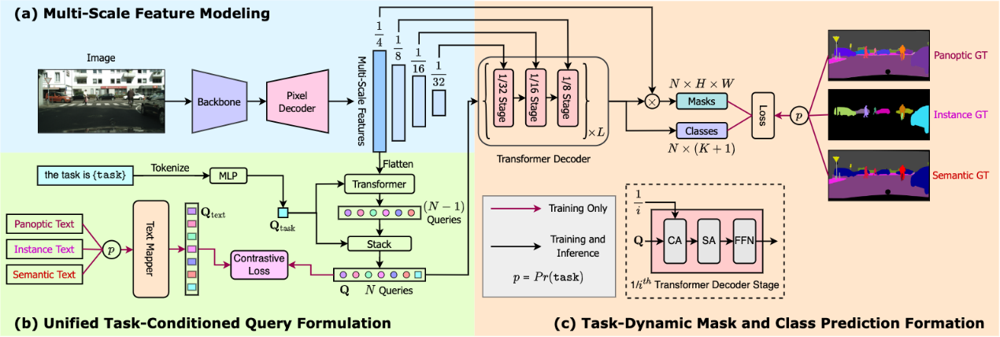 (a) Multi-Scale Feature Modeling
Image
Backbone
Pixel
Decoder
Multi-Scale Features
1/4
1/8
1/16
1/32
Flatten
the task is {task}
Tokenize
MLP
Q_task
Transformer
(N − 1)
Queries
Stack
Panoptic Text
Instance Text
Semantic Text
p
Text Mapper
Q_text
Contrastive
Loss
Q N Queries
(b) Unified Task-Conditioned Query Formulation
1/32 Stage
1/16 Stage
1/8 Stage
×L
Transformer Decoder
×
N × H × W
Masks
Classes
N × (K + 1)
Loss
p
Panoptic GT
Instance GT
Semantic GT
Training Only
Training and
Inference
p = Pr(task)
1/i
Q
CA
SA
FFN
1/i^th Transformer Decoder Stage
(c) Task-Dynamic Mask and Class Prediction Formation